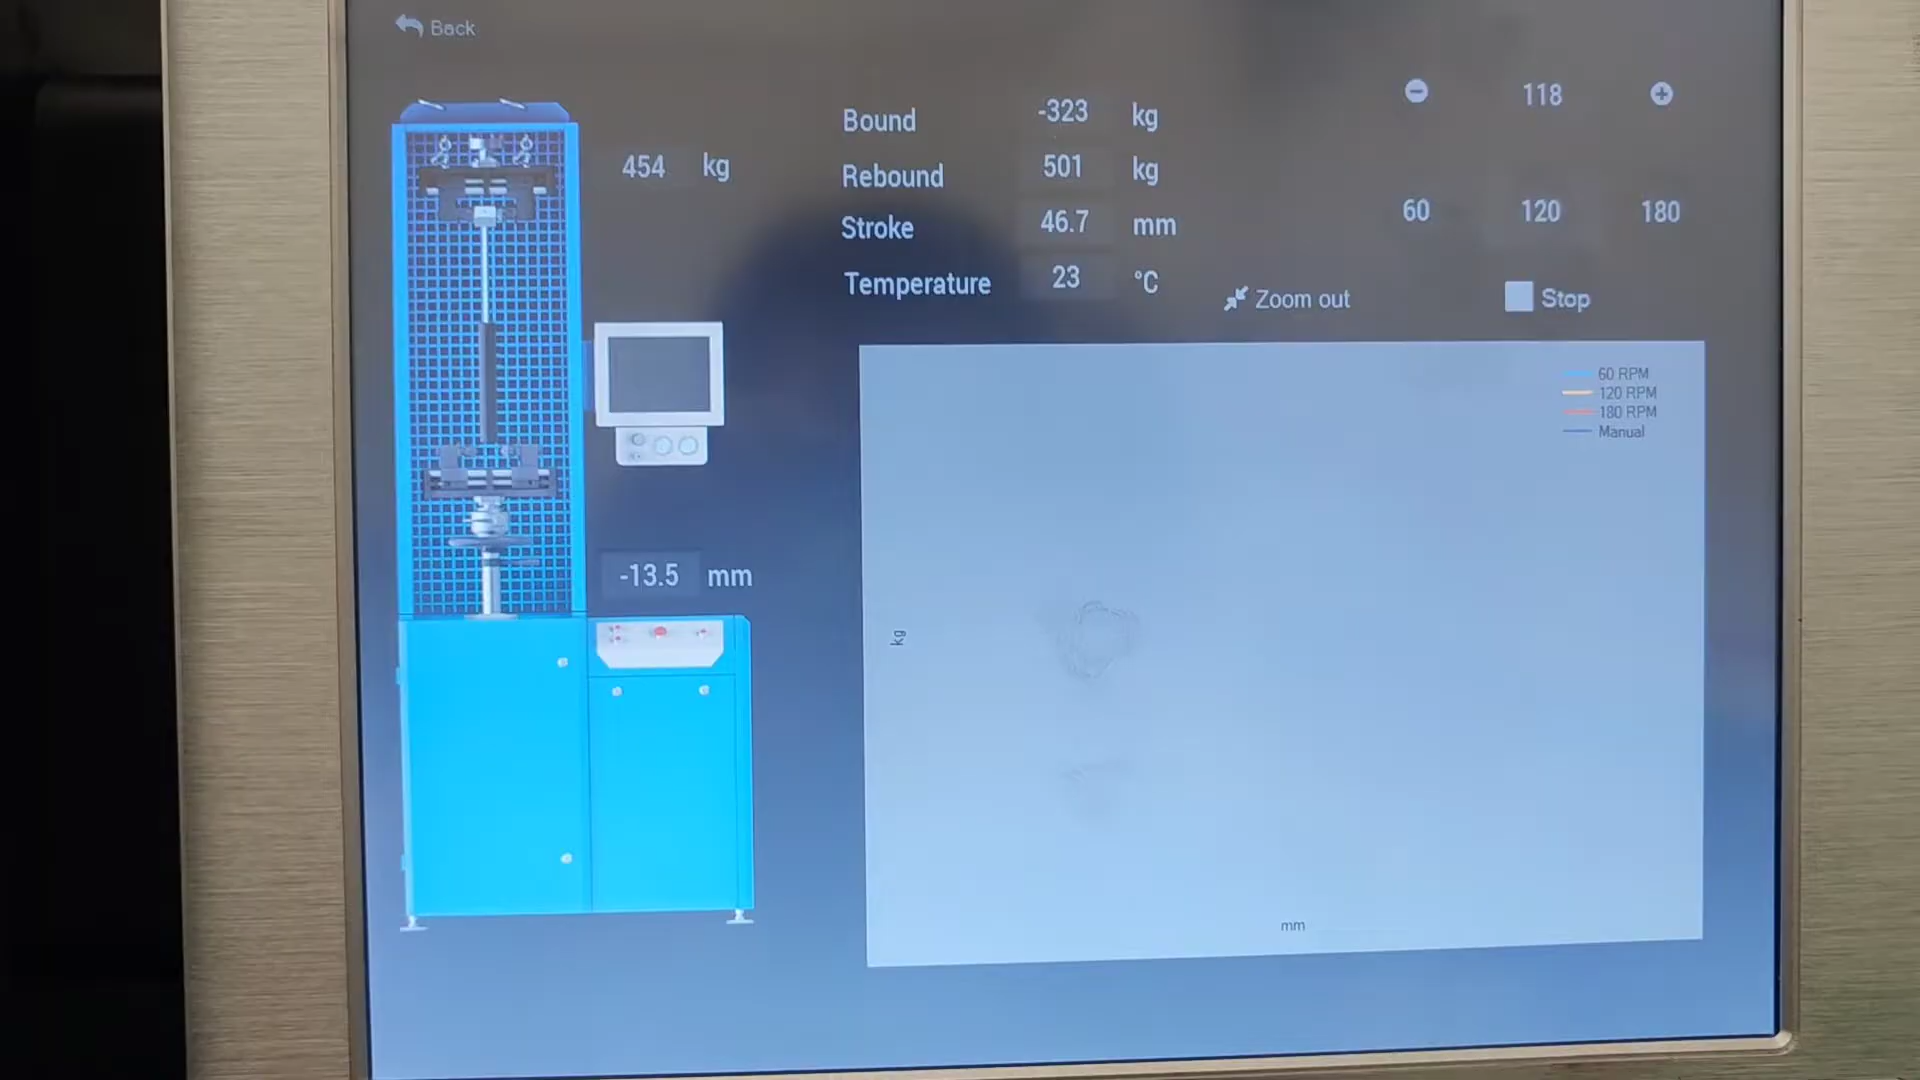 Back
Bound -323 kg
Rebound 501 kg
Stroke 46.7 mm
Temperature 23 °C
118
60 120 180
454 kg
Zoom out
Stop
60 RPM
120 RPM
180 RPM
Manual
-13.5 mm
kg
mm